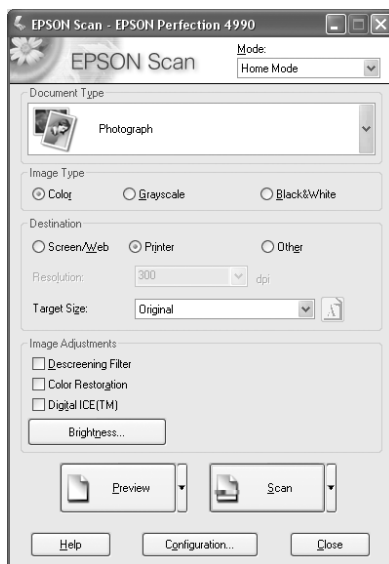 EPSON Scan - EPSON Perfection 4990
EPSON Scan
Mode:
Home Mode
Document Type
Photograph
Image Type
Color
Grayscale
Black&White
Destination
Screen/Web
Printer
Other
Resolution:
300
dpi
Target Size:
Original
A
Image Adjustments
Descreening Filter
Color Restoration
Digital ICE(TM)
Brightness...
Preview
Scan
Help
Configuration...
Close